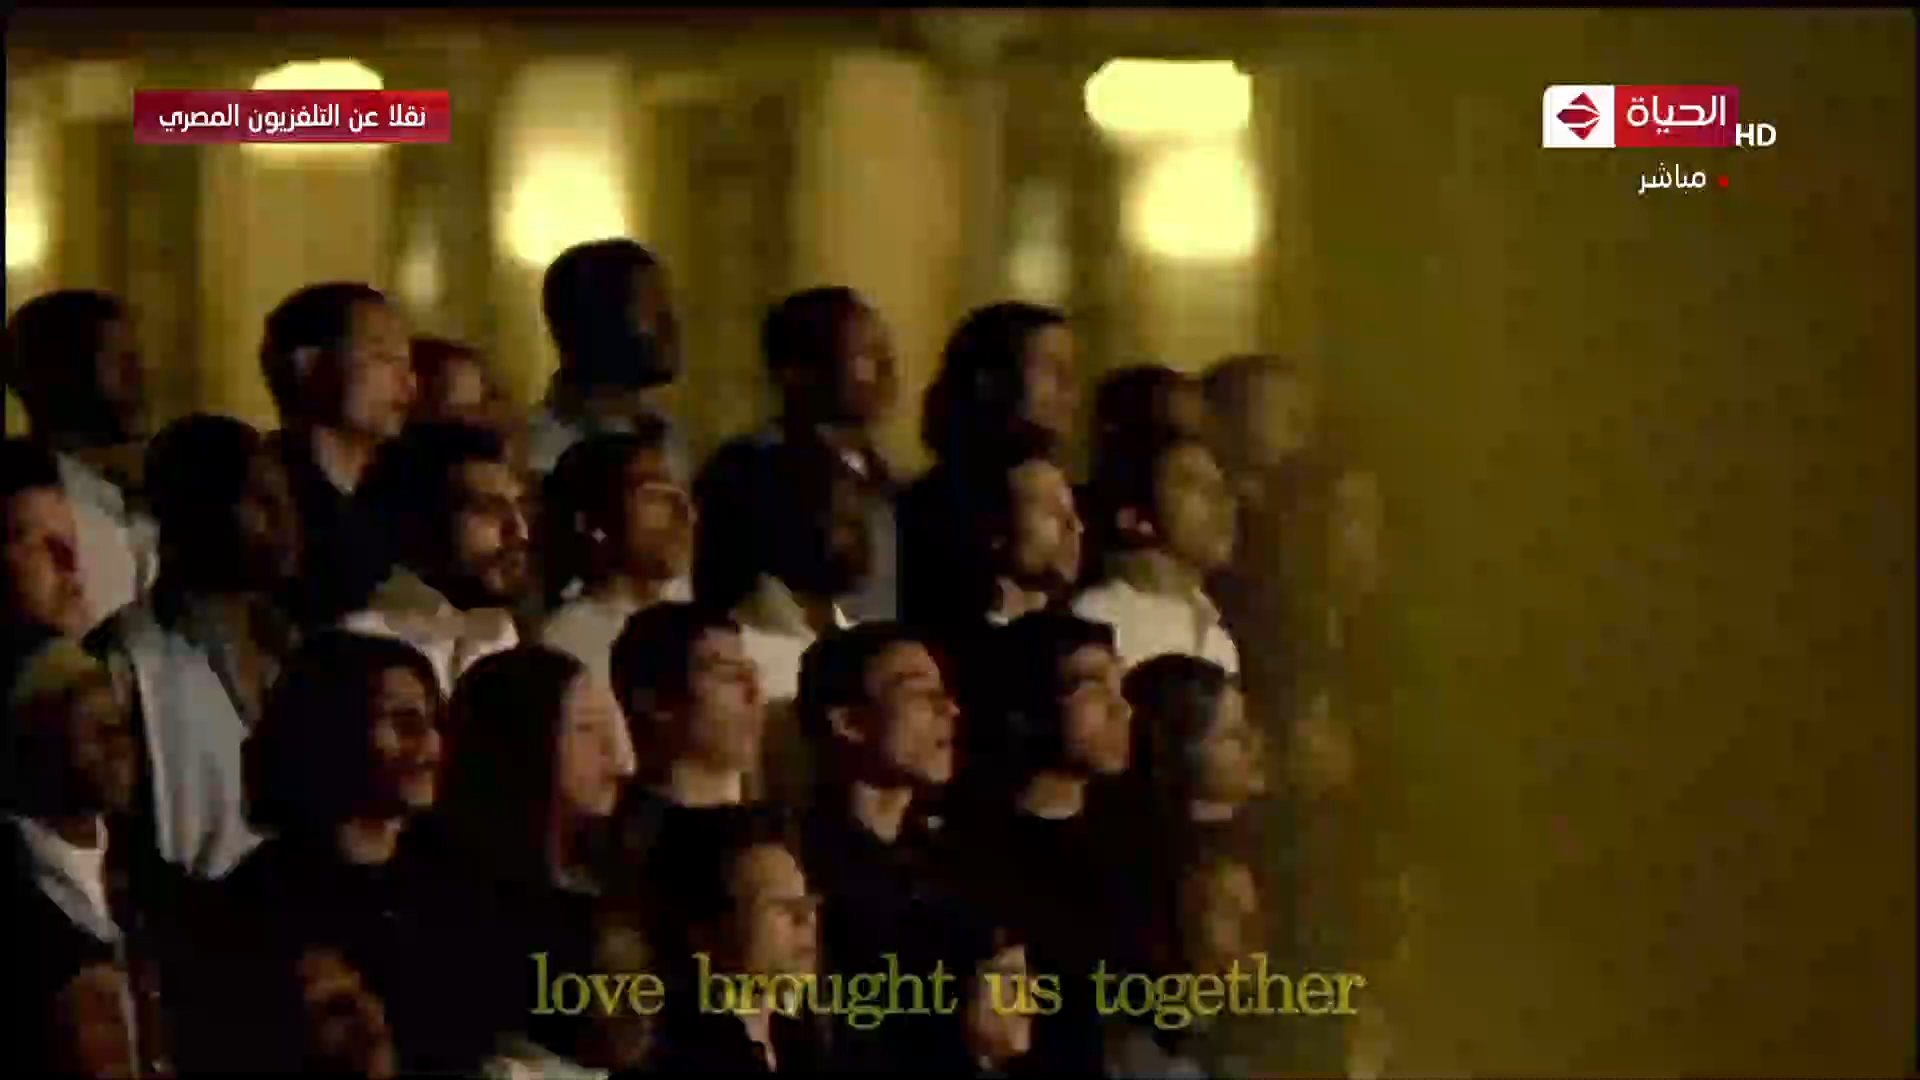 نقلا عن التلفزيون المصري
الحياة
HD
مباشر
love brought us together